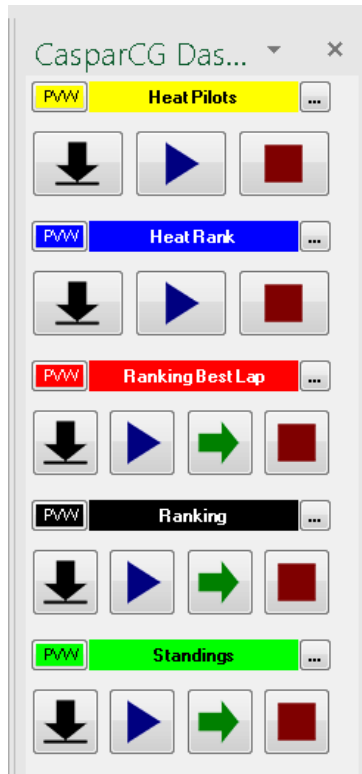 CasparCG Das...
PVW Heat Pilots ...
PVW Heat Rank ...
PVW Ranking Best Lap ...
PVW Ranking ...
PVW Standings ...